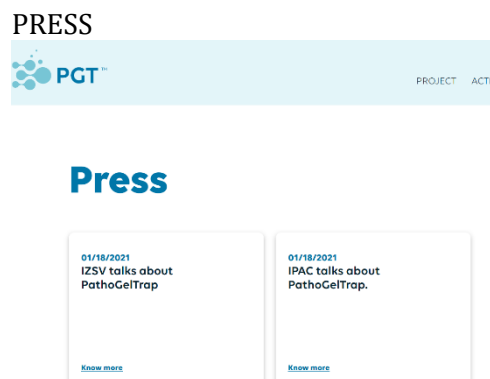 PRESS
PGT™
PROJECT
Press
01/18/2021
IZSV talks about
PathoGelTrap
Know more
01/18/2021
IPAC talks about
PathoGelTrap.
Know more